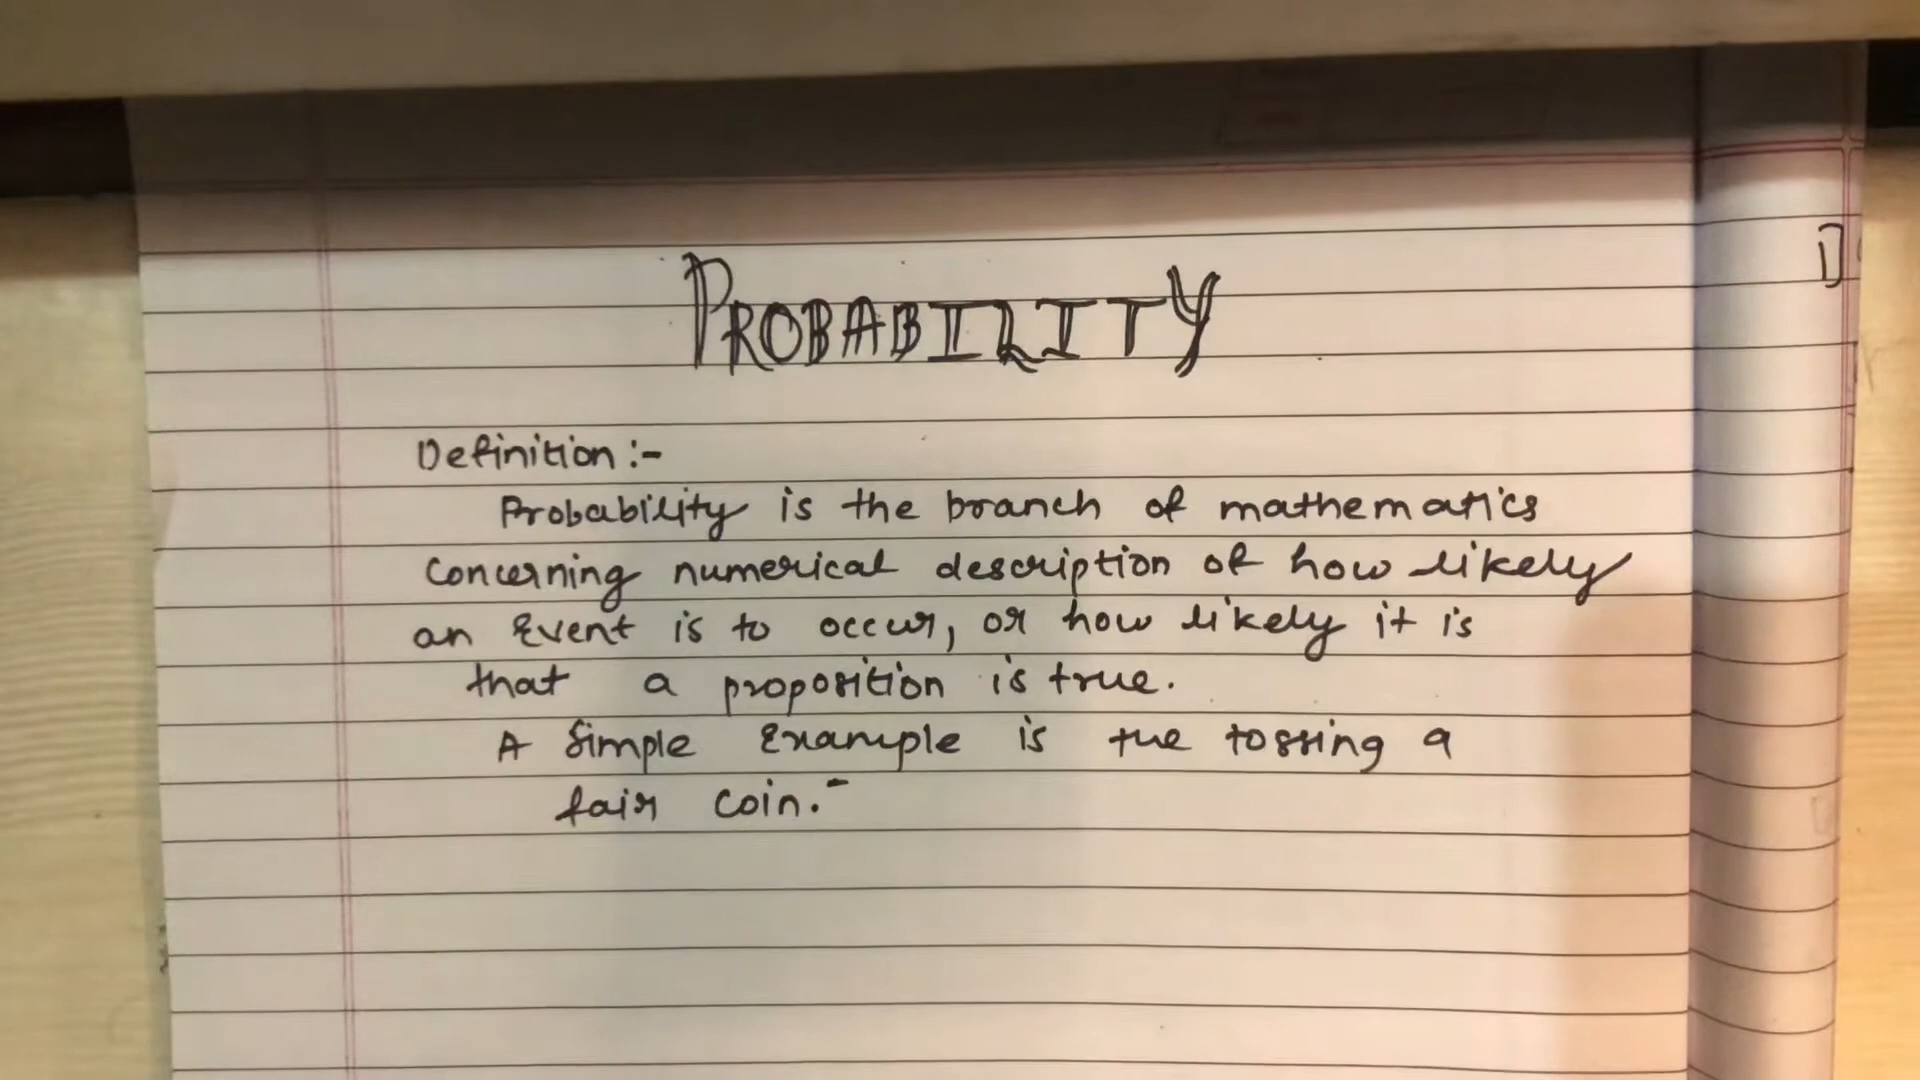 PROBABILITY
Definition :-
Probability is the branch of mathematics
concerning numerical description of how likely
an Event is to occur, or how likely it is
that a proposition is true.
A Simple Example is the tossing a
fair coin.-